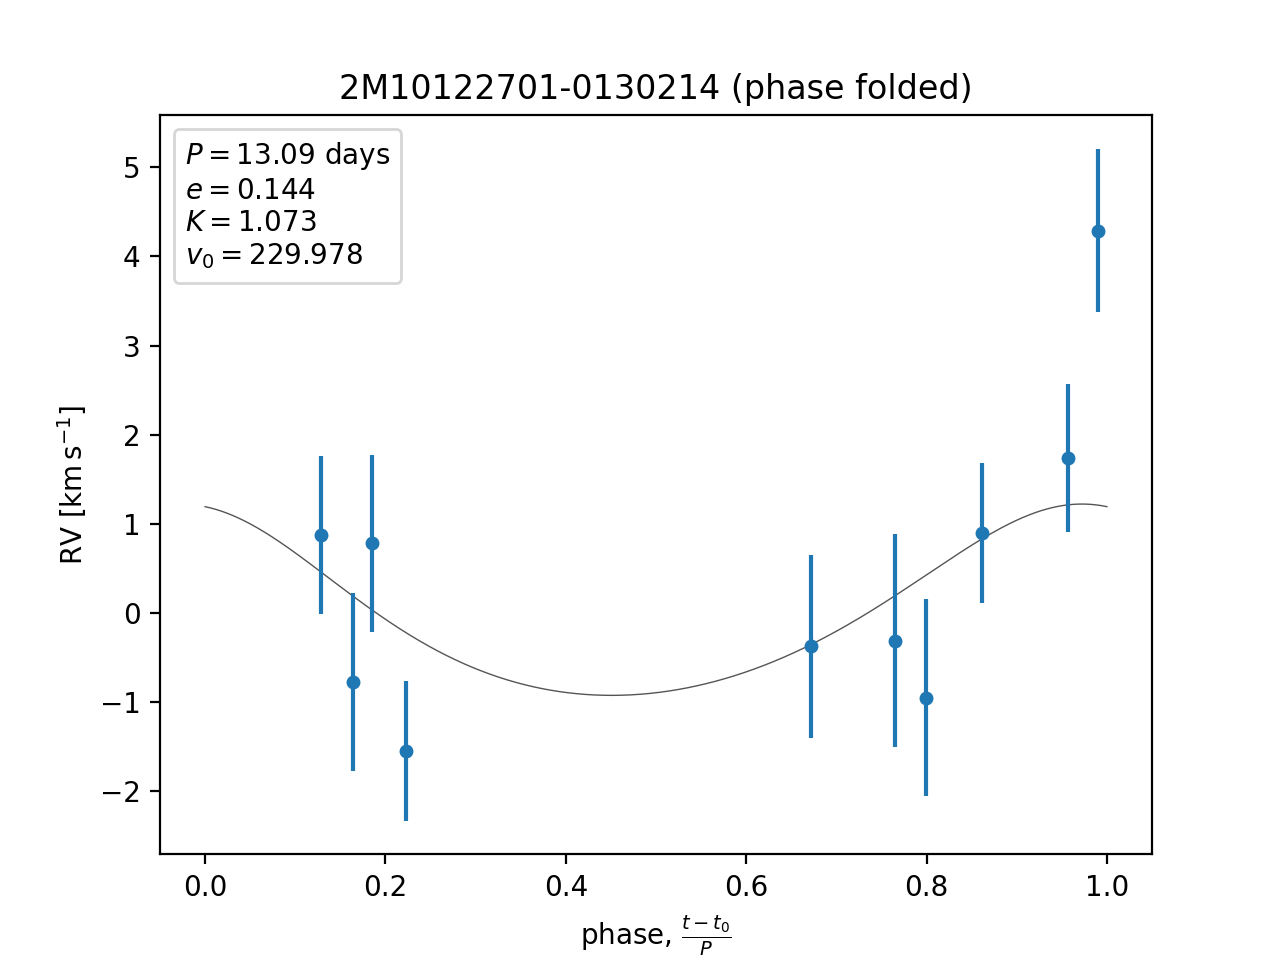 2M10122701-0130214 (phase folded)
P = 13.09 days
e = 0.144
K = 1.073
v₀ = 229.978
5
4
3
2
1
0
−1
−2
RV [km s⁻¹]
0.0 0.2 0.4 0.6 0.8 1.0
phase, (t − t₀)/P